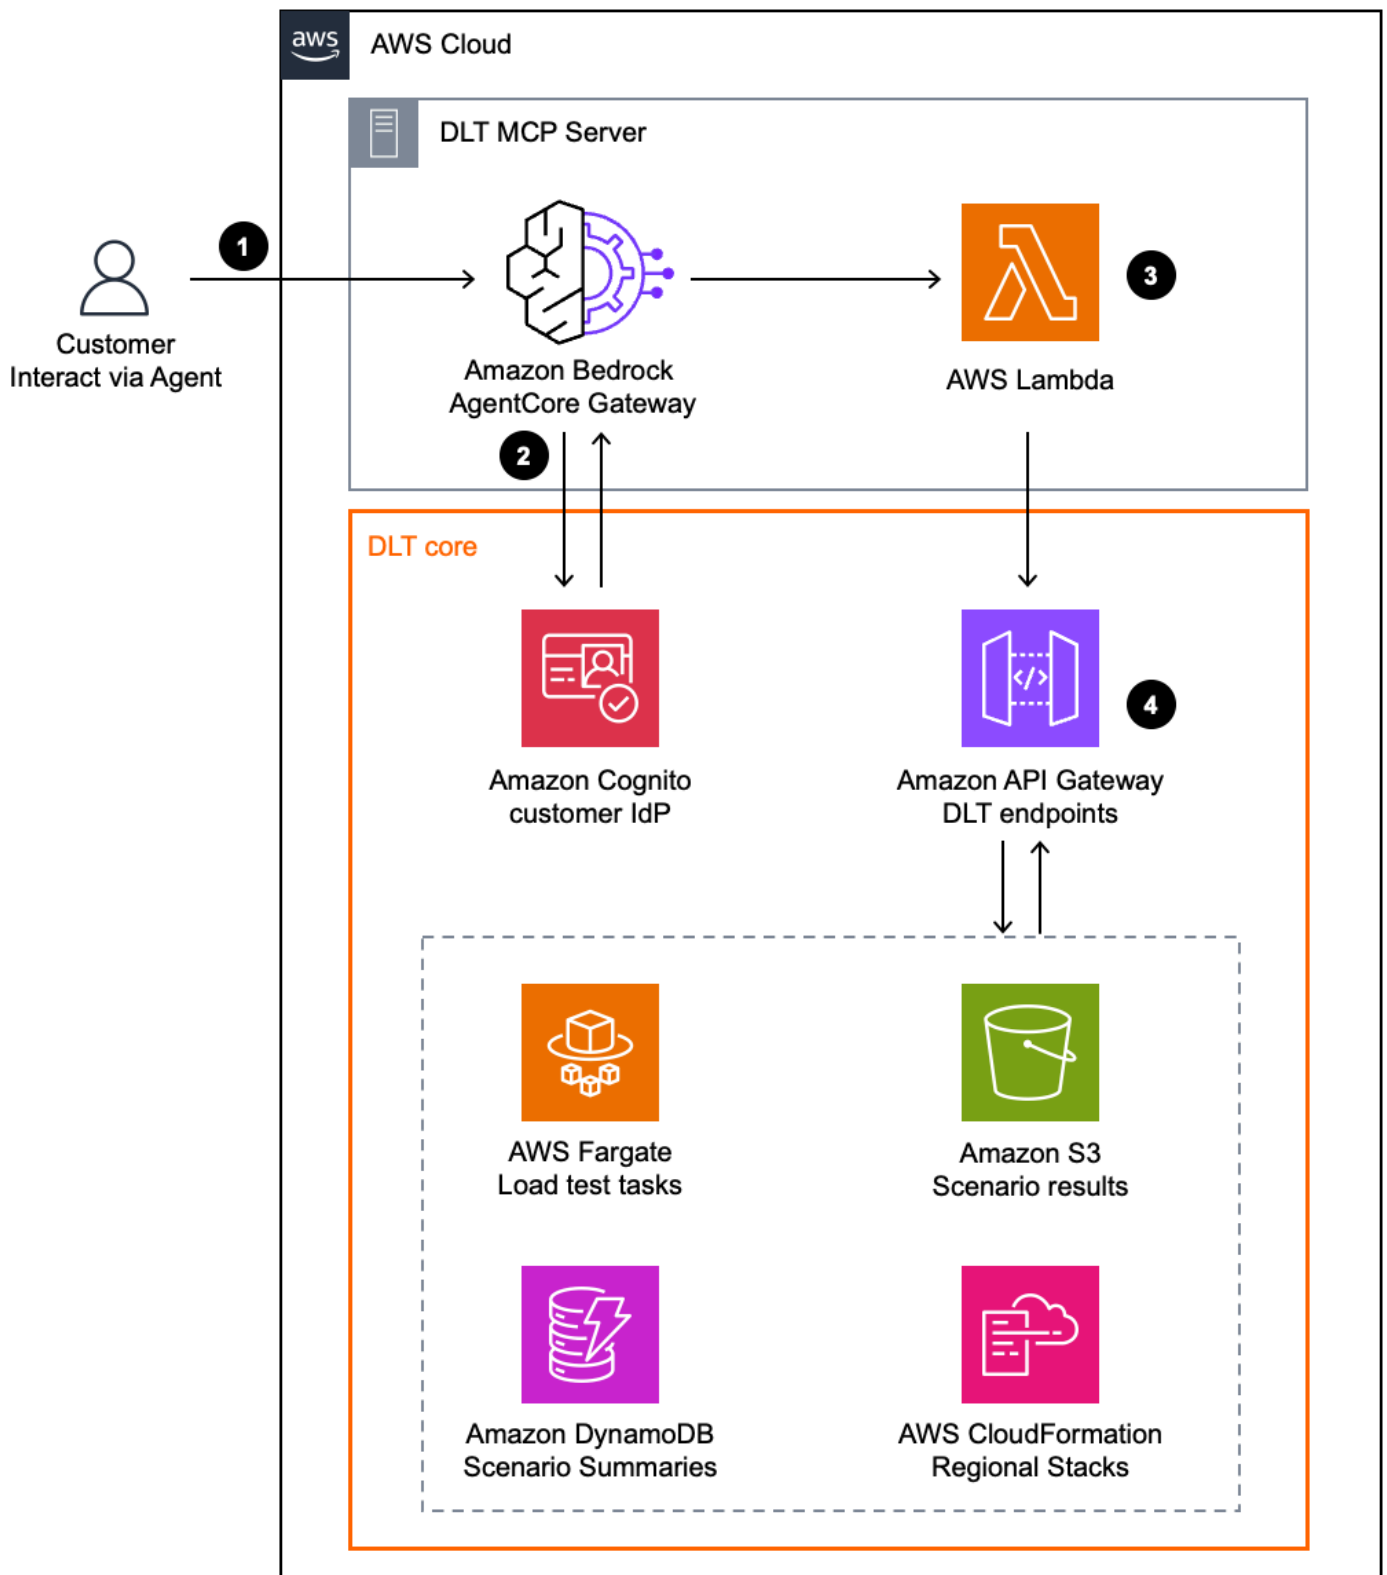 aws
AWS Cloud
DLT MCP Server
1
Customer
Interact via Agent
Amazon Bedrock
AgentCore Gateway
3
AWS Lambda
2
DLT core
Amazon Cognito
customer IdP
</>
4
Amazon API Gateway
DLT endpoints
AWS Fargate
Load test tasks
Amazon S3
Scenario results
Amazon DynamoDB
Scenario Summaries
AWS CloudFormation
Regional Stacks